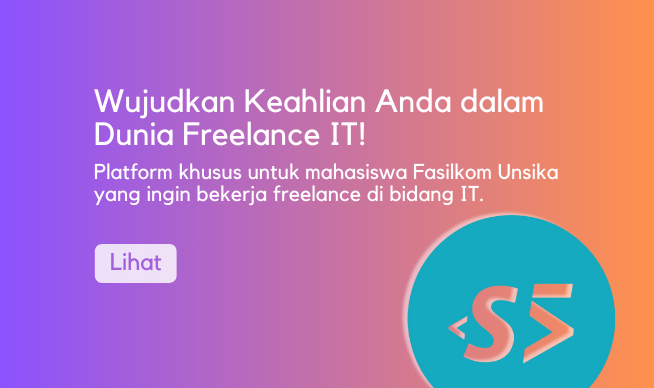 Wujudkan Keahlian Anda dalam
Dunia Freelance IT!
Platform khusus untuk mahasiswa Fasilkom Unsika
yang ingin bekerja freelance di bidang IT.
Lihat
<S5>